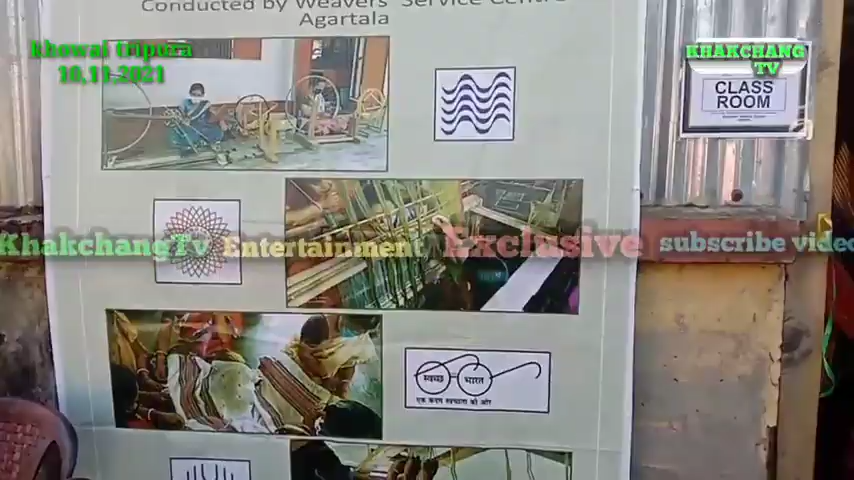 Conducted by Weavers Service Centre
Agartala
khowai tripura
10.11.2021
KHAKCHANG
TV
CLASS
ROOM
KhakchangTv Entertainment Exclusive subscribe video
स्वच्छ भारत
एक कदम स्वच्छता की ओर